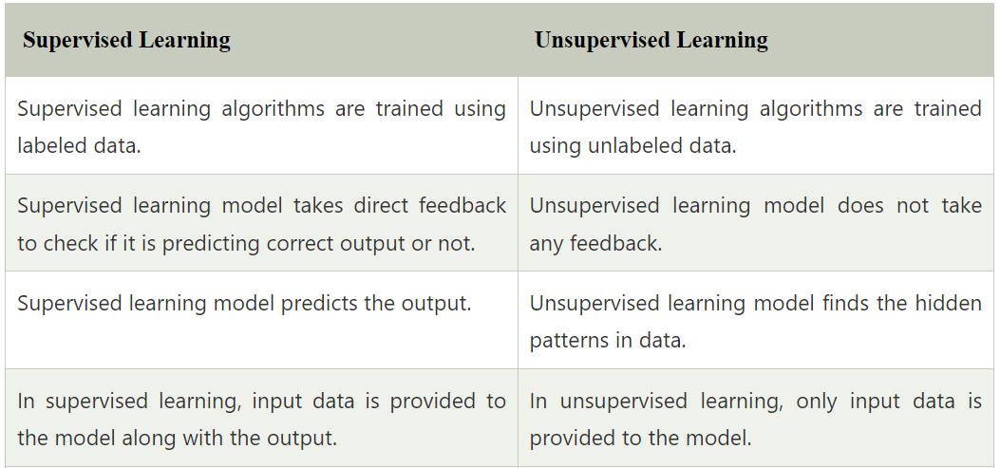 Supervised Learning
Unsupervised Learning
Supervised learning algorithms are trained using
labeled data.
Unsupervised learning algorithms are trained
using unlabeled data.
Supervised learning model takes direct feedback
to check if it is predicting correct output or not.
Unsupervised learning model does not take
any feedback.
Supervised learning model predicts the output.
Unsupervised learning model finds the hidden
patterns in data.
In supervised learning, input data is provided to
the model along with the output.
In unsupervised learning, only input data is
provided to the model.